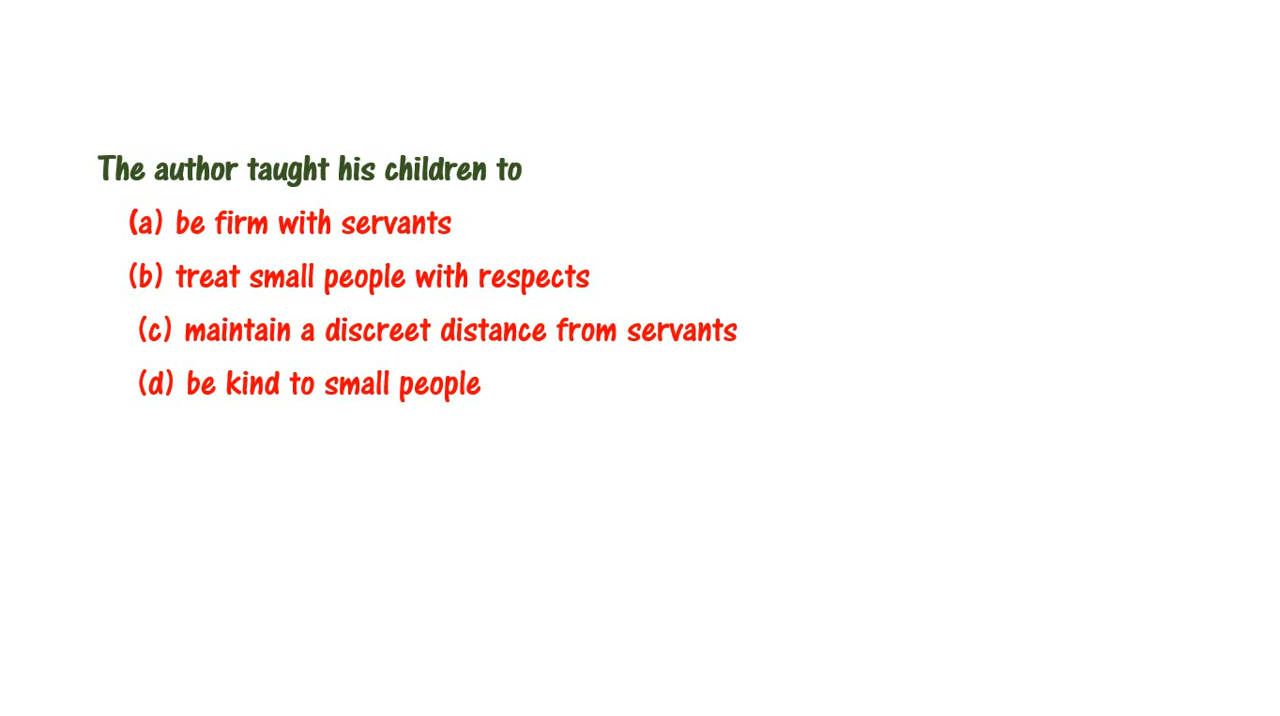 The author taught his children to
(a) be firm with servants
(b) treat small people with respects
(c) maintain a discreet distance from servants
(d) be kind to small people